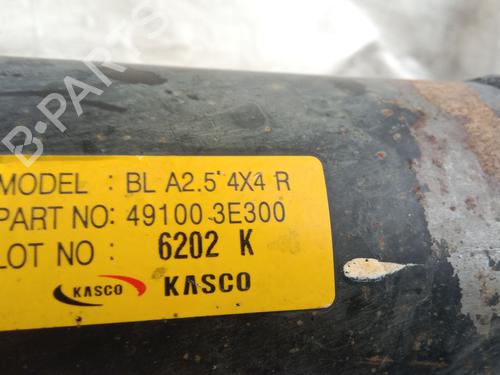 B-PARTS
MODEL : BL A2.5' 4X4 R
PART NO: 49100 3E300
LOT NO : 6202 K
KASCO KASCO